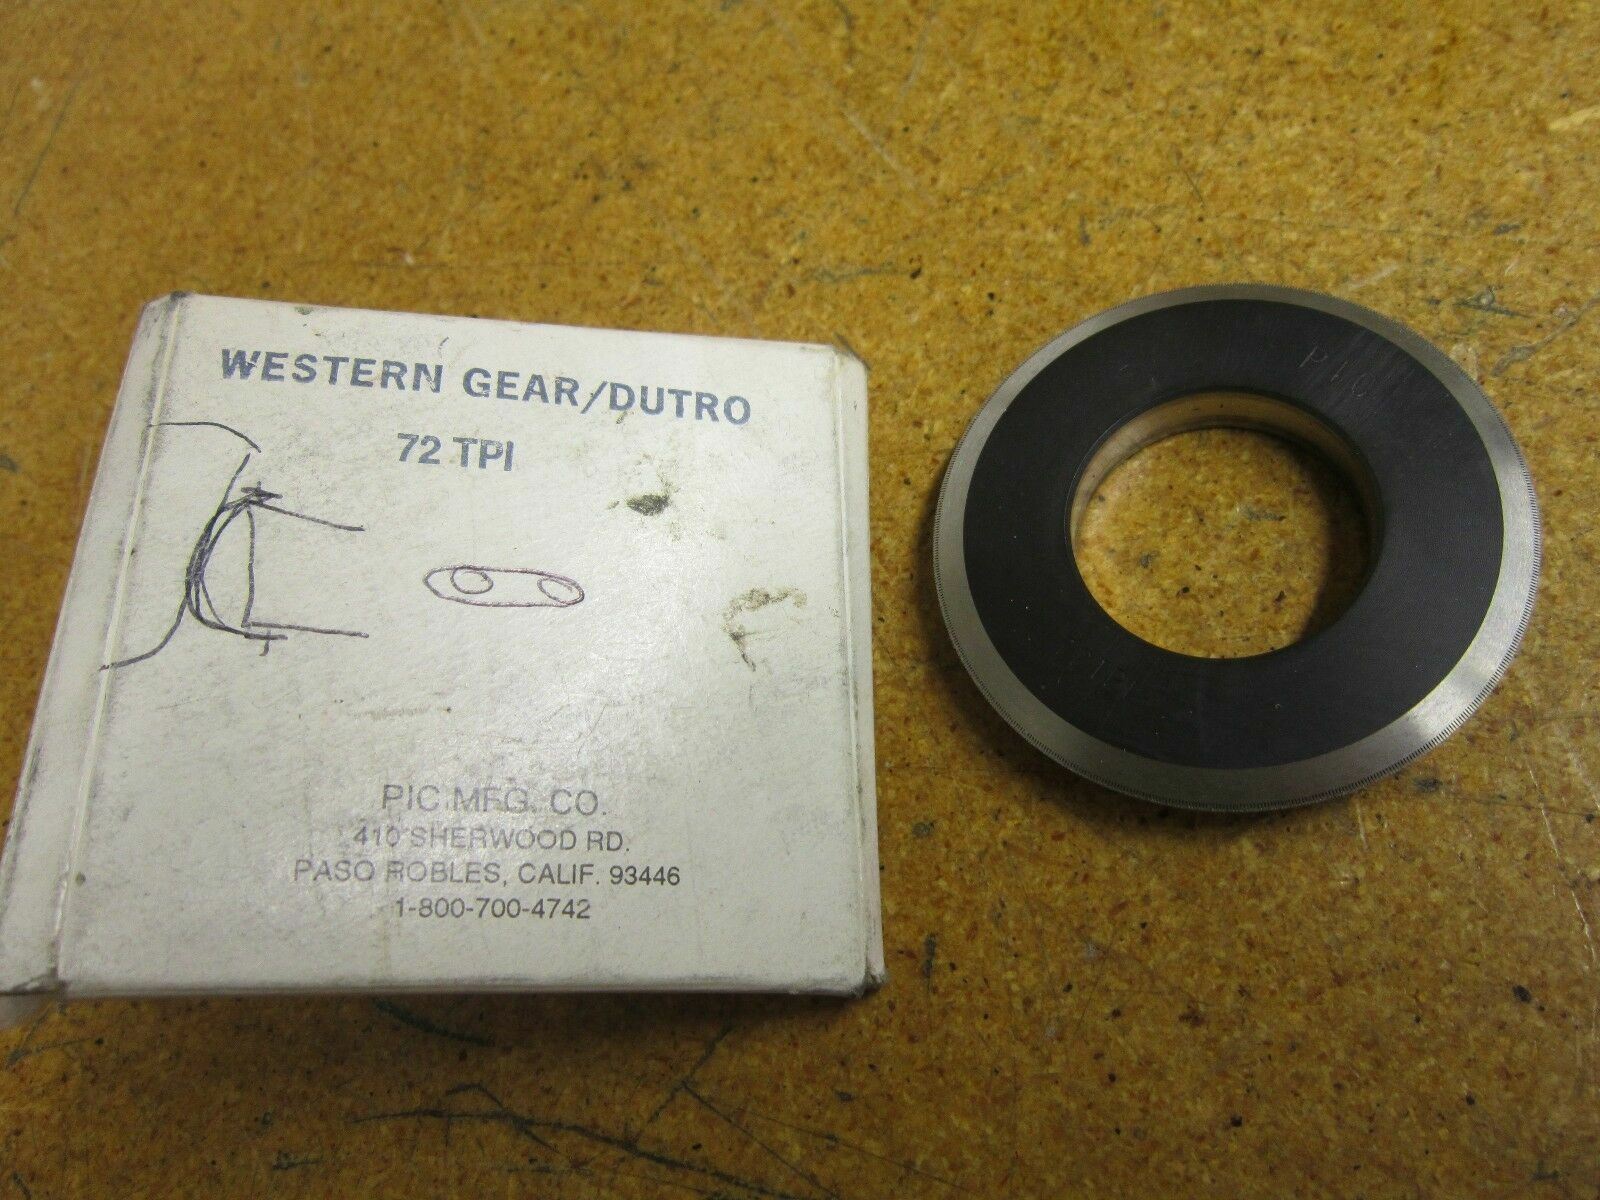 WESTERN GEAR/DUTRO
72 TPI
PIC MFG. CO.
410 SHERWOOD RD.
PASO ROBLES, CALIF. 93446
1-800-700-4742
PIC